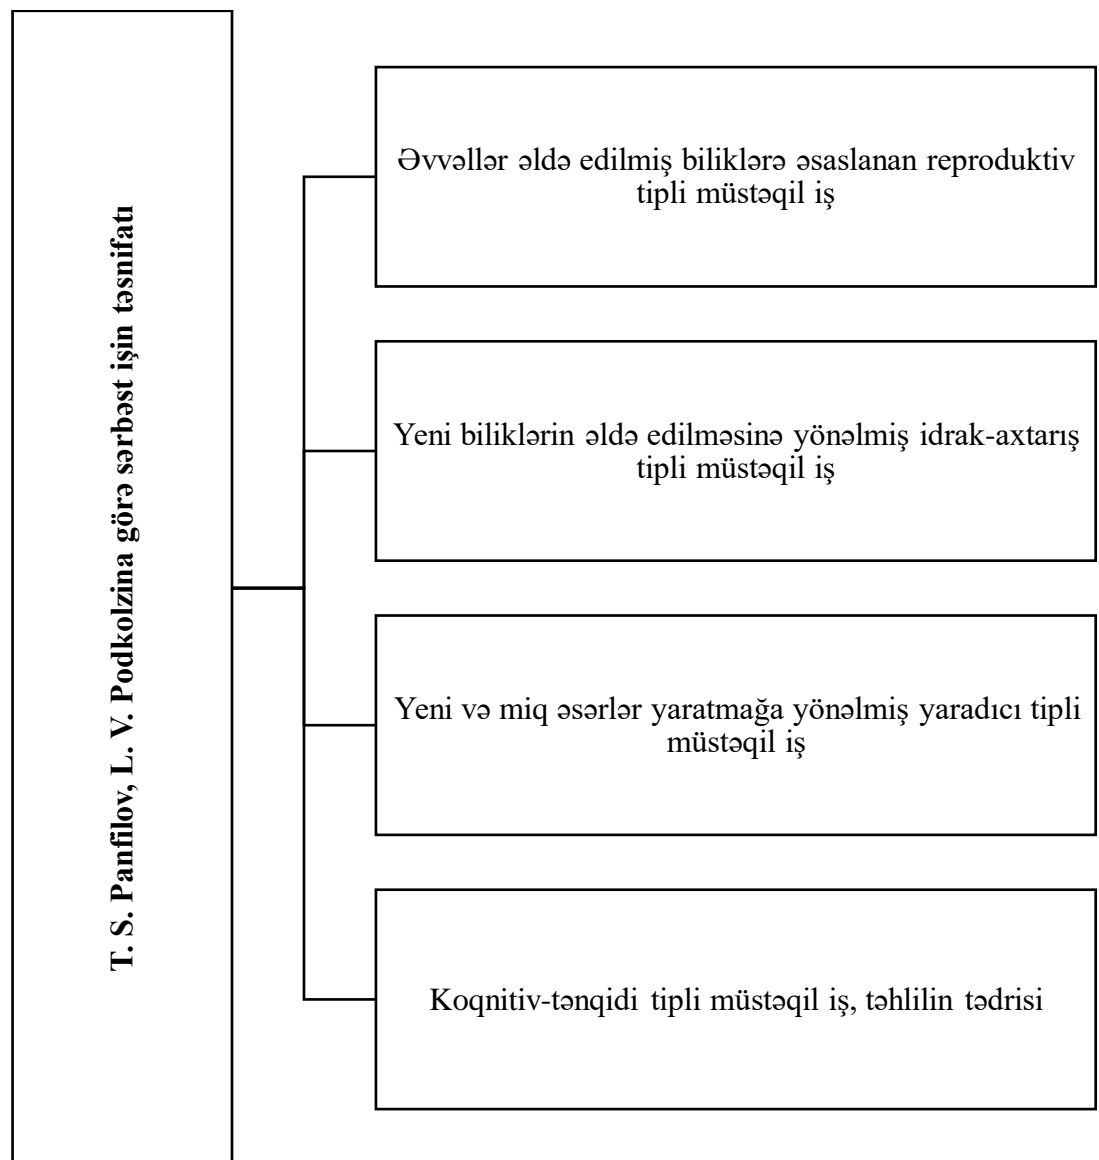 T. S. Panfilov, L. V. Podkolzina görə sərbəst işin təsnifatı
Əvvəllər əldə edilmiş biliklərə əsaslanan reproduktiv
tipli müstəqil iş
Yeni biliklərin əldə edilməsinə yönəlmiş idrak-axtarış
tipli müstəqil iş
Yeni və miq əsərlər yaratmağa yönəlmiş yaradıcı tipli
müstəqil iş
Koqnitiv-tənqidi tipli müstəqil iş, təhlilin tədrisi